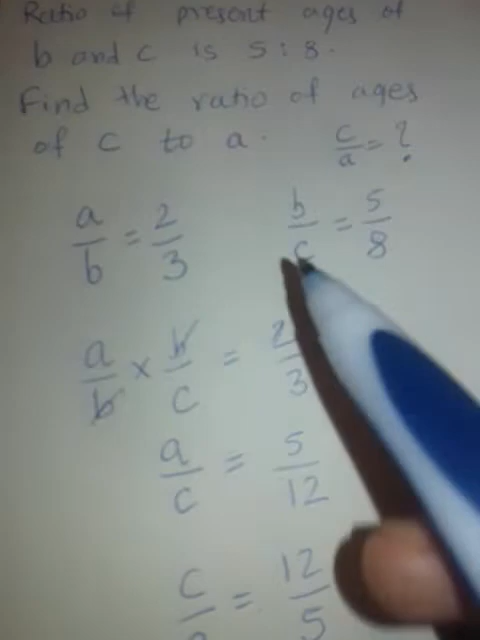 Ratio of present ages of
b and c is 5 : 8.
Find the ratio of ages
of c to a. c/a = ?
a/b = 2/3 b/c = 5/8
a/b × b/c = 2/3
a/c = 5/12
c/ = 12/5